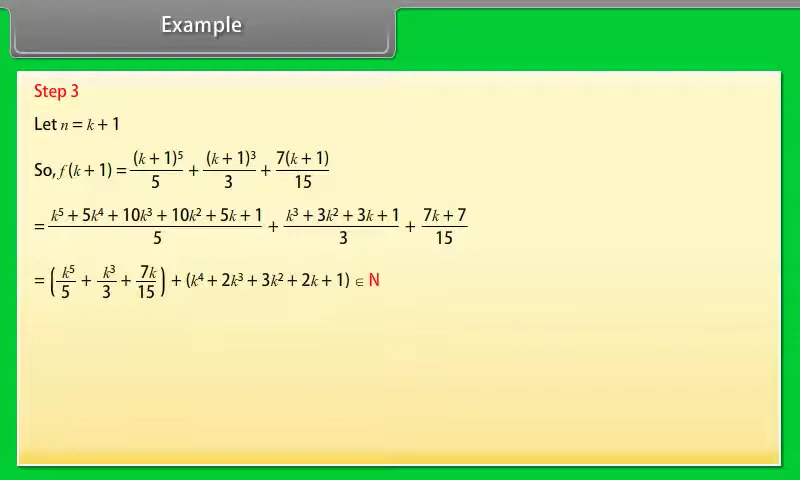 Example
Step 3
Let n = k + 1
So, f (k + 1) = (k + 1)⁵/5 + (k + 1)³/3 + 7(k + 1)/15
= (k⁵ + 5k⁴ + 10k³ + 10k² + 5k + 1)/5 + (k³ + 3k² + 3k + 1)/3 + (7k + 7)/15
= (k⁵/5 + k³/3 + 7k/15) + (k⁴ + 2k³ + 3k² + 2k + 1) ∈ N